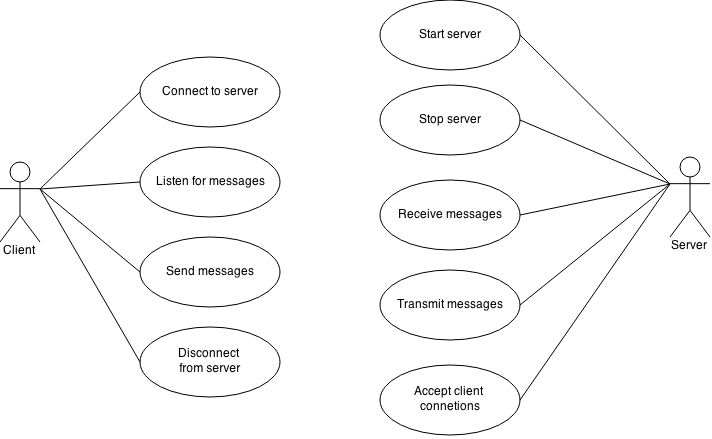 Start server
Connect to server
Stop server
Listen for messages
Receive messages
Client
Server
Send messages
Transmit messages
Disconnect
from server
Accept client
connetions